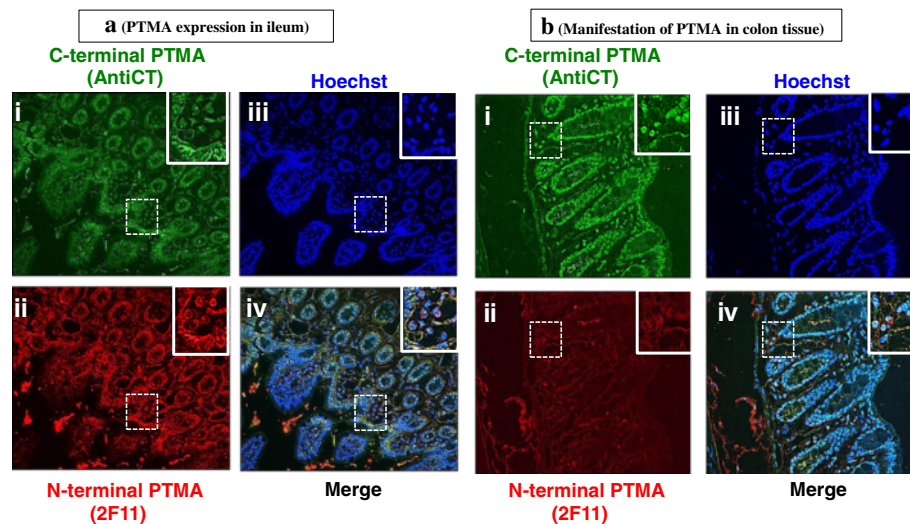 a (PTMA expression in ileum)
C-terminal PTMA
(AntiCT)
Hoechst
i
iii
ii
iv
N-terminal PTMA
(2F11)
Merge
b (Manifestation of PTMA in colon tissue)
C-terminal PTMA
(AntiCT)
Hoechst
i
iii
ii
iv
N-terminal PTMA
(2F11)
Merge